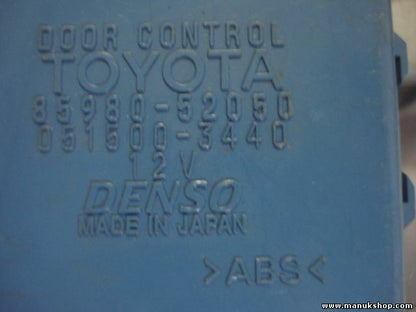 DOOR CONTROL
TOYOTA
85980-52050
051500-3440
12V
DENSO
MADE IN JAPAN
>ABS<
www.manukshop.com